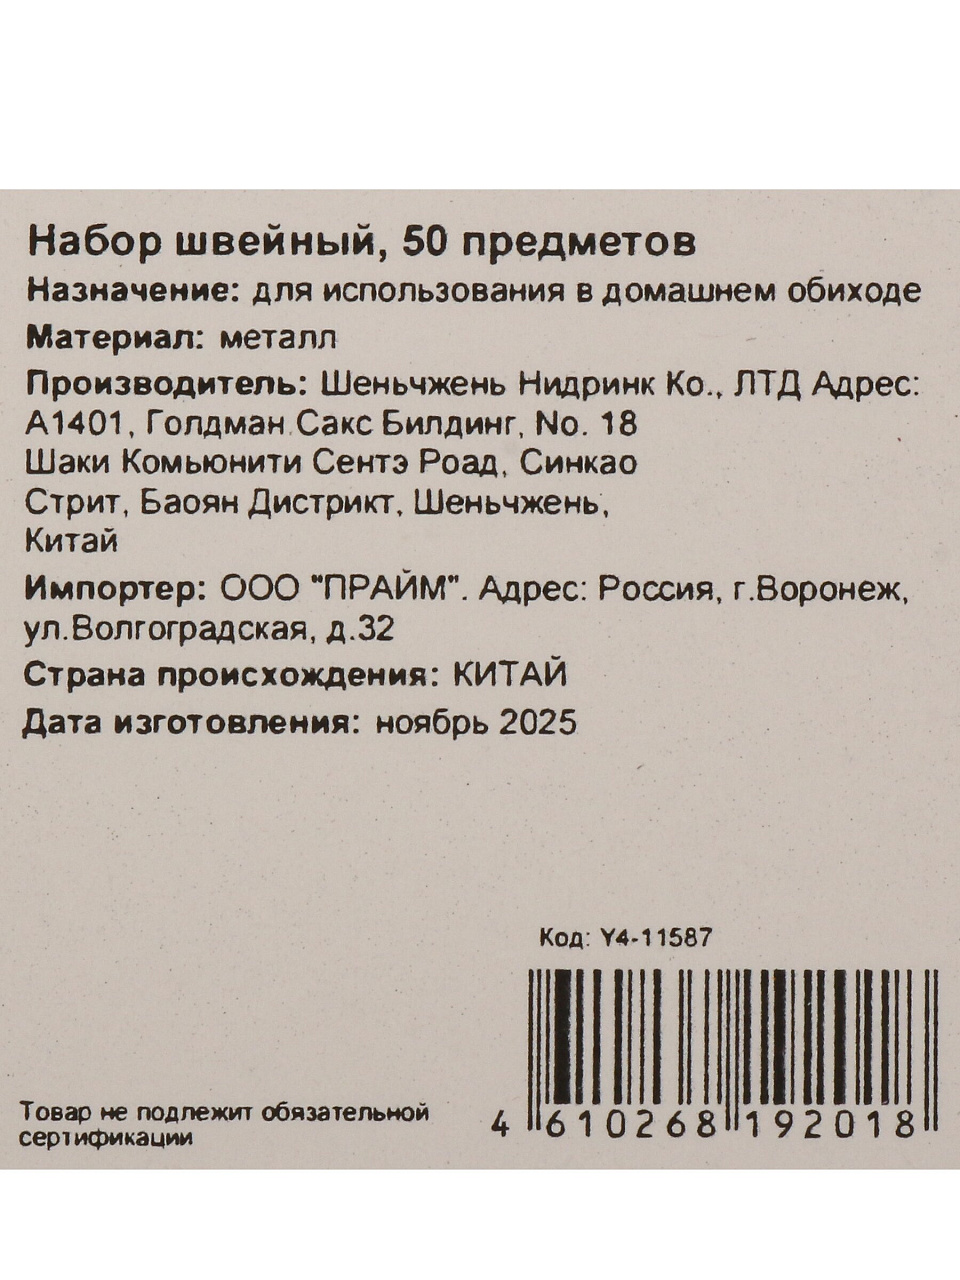 Набор швейный, 50 предметов
Назначение: для использования в домашнем обиходе
Материал: металл
Производитель: Шеньчжень Нидринк Ко., ЛТД Адрес:
А1401, Голдман Сакс Билдинг, No. 18
Шаки Комьюнити Сентэ Роад, Синкао
Стрит, Баоян Дистрикт, Шеньчжень,
Китай
Импортер: ООО "ПРАЙМ". Адрес: Россия, г.Воронеж,
ул.Волгоградская, д.32
Страна происхождения: КИТАЙ
Дата изготовления: ноябрь 2025
Код: Y4-11587
4 610268 192018
Товар не подлежит обязательной
сертификации